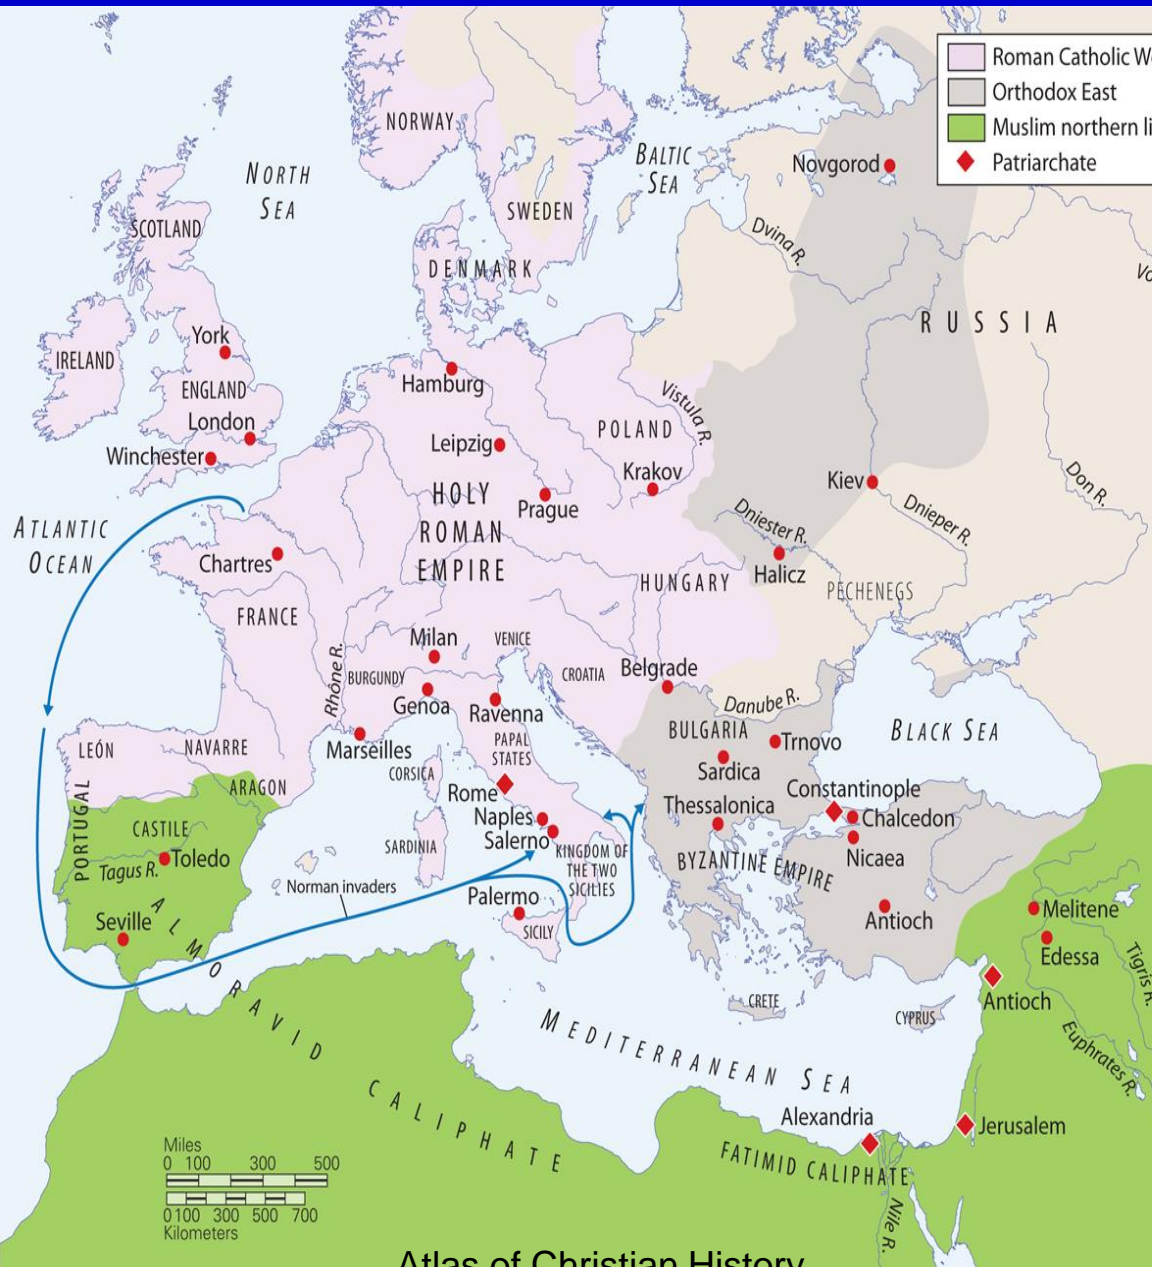 Roman Catholic We
Orthodox East
Muslim northern li
Patriarchate
NORWAY
NORTH
SEA
BALTIC
SEA
Novgorod
SCOTLAND
SWEDEN
Dvina R.
DENMARK
Vo
RUSSIA
York
IRELAND
ENGLAND
Hamburg
London
Vistula R.
POLAND
Winchester
Leipzig
Krakov
Kiev
Don R.
HOLY
ROMAN
EMPIRE
Prague
Dniester R.
Dnieper R.
ATLANTIC
OCEAN
Chartres
Halicz
HUNGARY
PECHENEGS
FRANCE
Milan
VENICE
Rhône R.
BURGUNDY
CROATIA
Belgrade
Genoa
Ravenna
Danube R.
BULGARIA
BLACK SEA
LEÓN
NAVARRE
Marseilles
PAPAL
STATES
Trnovo
Sardica
CORSICA
ARAGON
Rome
Constantinople
PORTUGAL
Thessalonica
Naples
Chalcedon
CASTILE
Salerno
SARDINIA
KINGDOM OF
THE TWO
SICILIES
Nicaea
Toledo
Tagus R.
BYZANTINE EMPIRE
Norman invaders
Palermo
Seville
SICILY
Antioch
Melitene
Edessa
Tigris R.
ALMORAVID
CALIPHATE
Antioch
CRETE
CYPRUS
MEDITERRANEAN SEA
Euphrates R.
Alexandria
Jerusalem
FATIMID CALIPHATE
Nile R.
Miles
0 100 300 500
0 100 300 500 700
Kilometers
Atlas of Christian History